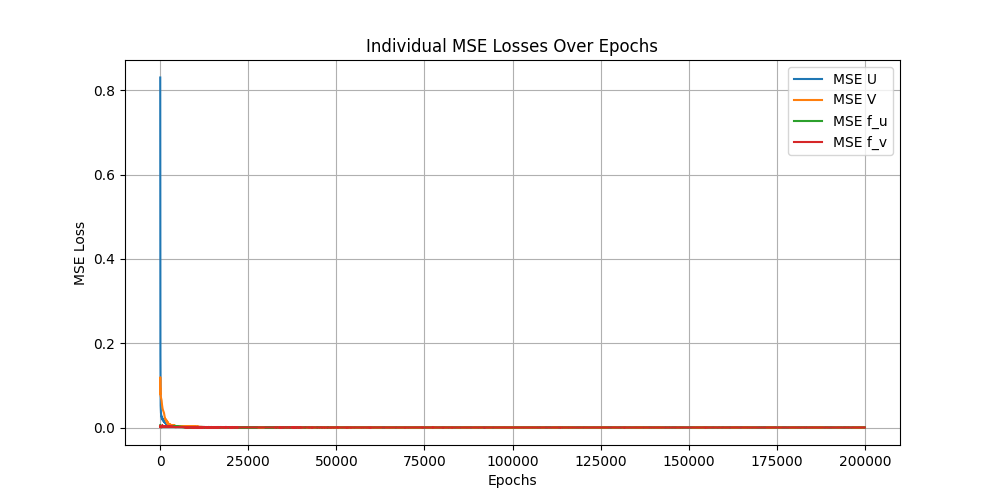 Individual MSE Losses Over Epochs
MSE U
MSE V
MSE f_u
MSE f_v
0.8
0.6
0.4
0.2
0.0
MSE Loss
0 25000 50000 75000 100000 125000 150000 175000 200000
Epochs